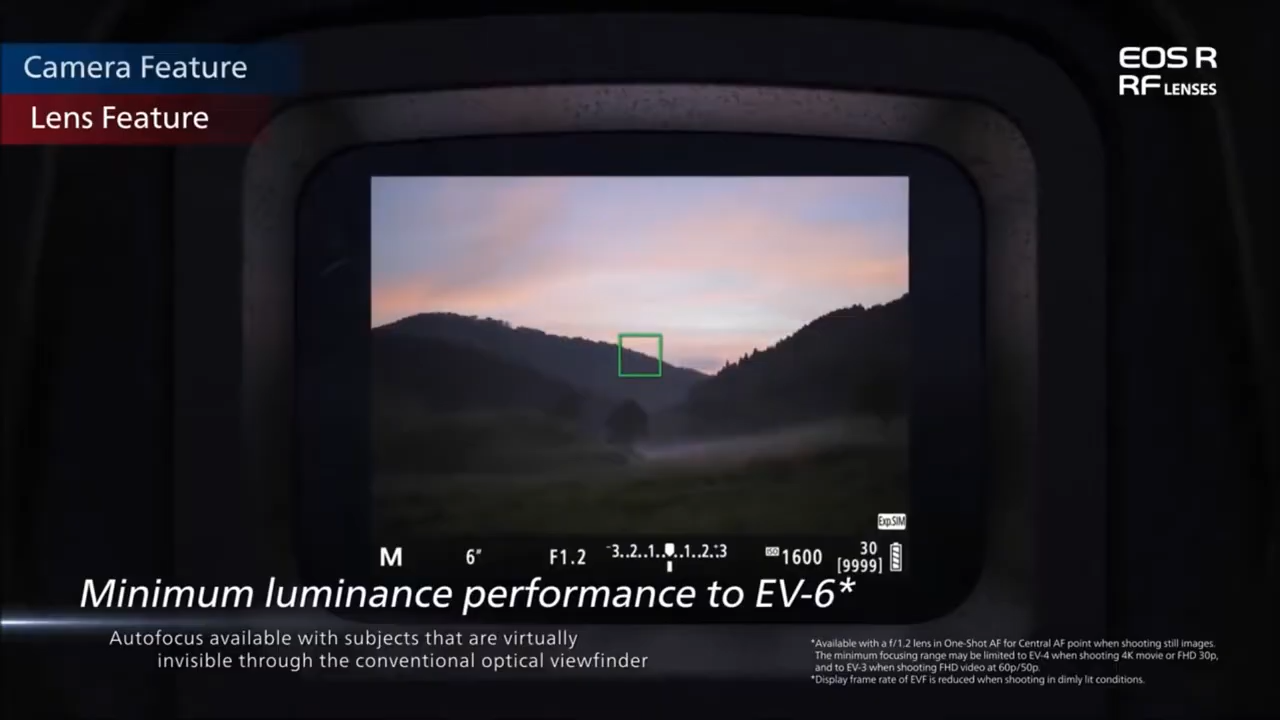 Camera Feature
Lens Feature
EOS R
RF LENSES
Exp.SIM
M 6" F1.2 -3..2..1..▮..1..2.:3 ISO 1600 30
[9999]
Minimum luminance performance to EV-6*
Autofocus available with subjects that are virtually
invisible through the conventional optical viewfinder
*Available with a f/1.2 lens in One-Shot AF for Central AF point when shooting still images.
The minimum focusing range may be limited to EV-4 when shooting 4K movie or FHD 30p,
and to EV-3 when shooting FHD video at 60p/50p.
*Display frame rate of EVF is reduced when shooting in dimly lit conditions.